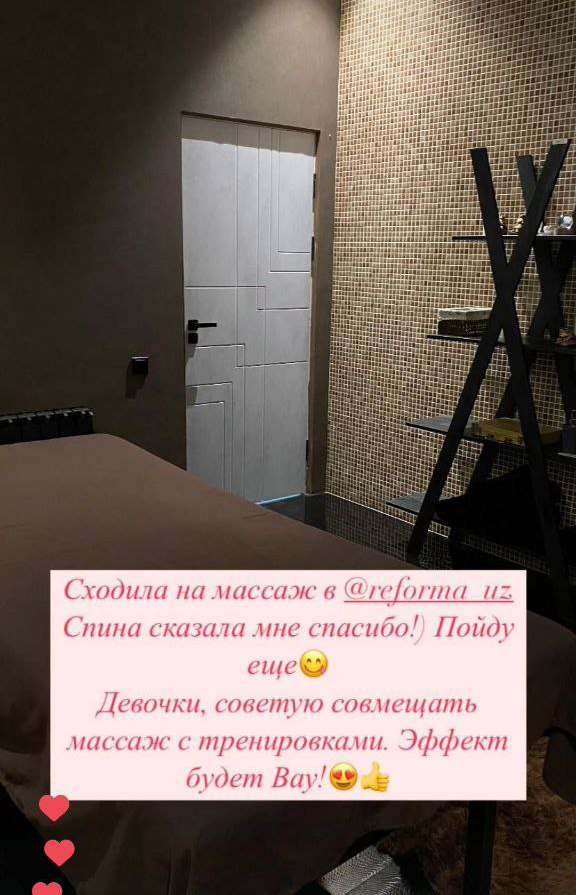 Сходила на массаж в @reforma_uz
Спина сказала мне спасибо!) Пойду
еще😋
Девочки, советую совмещать
массаж с тренировками. Эффект
будет Вау!😍👍